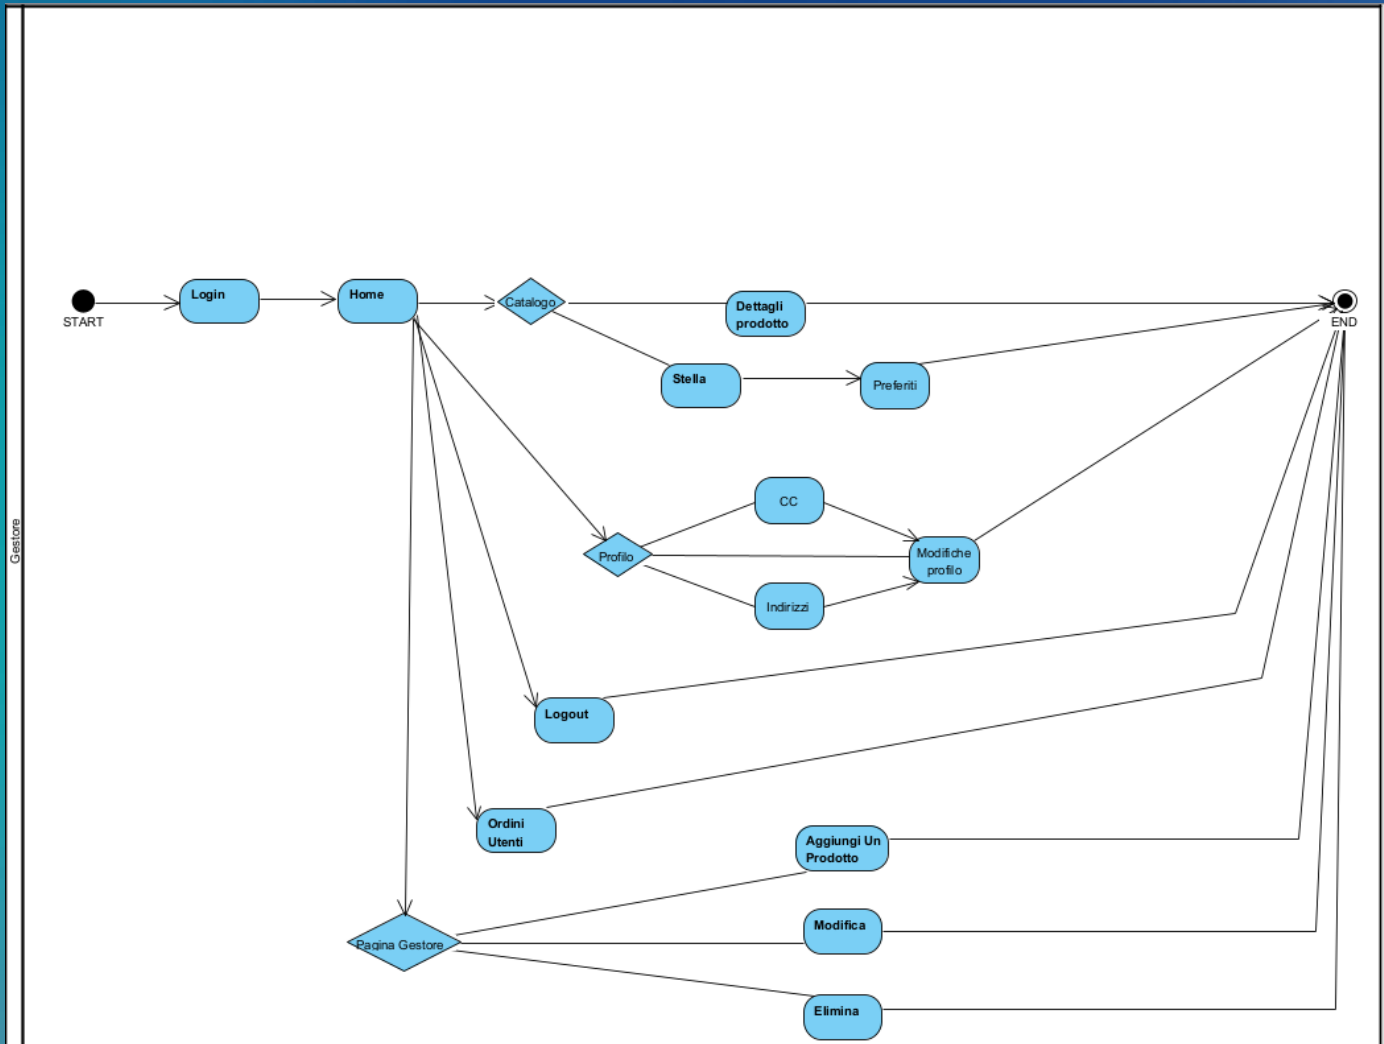 Gestore
START
Login
Home
Catalogo
Dettagli
prodotto
END
Stella
Preferiti
CC
Profilo
Modifiche
profilo
Indirizzi
Logout
Ordini
Utenti
Aggiungi Un
Prodotto
Pagina Gestore
Modifica
Elimina